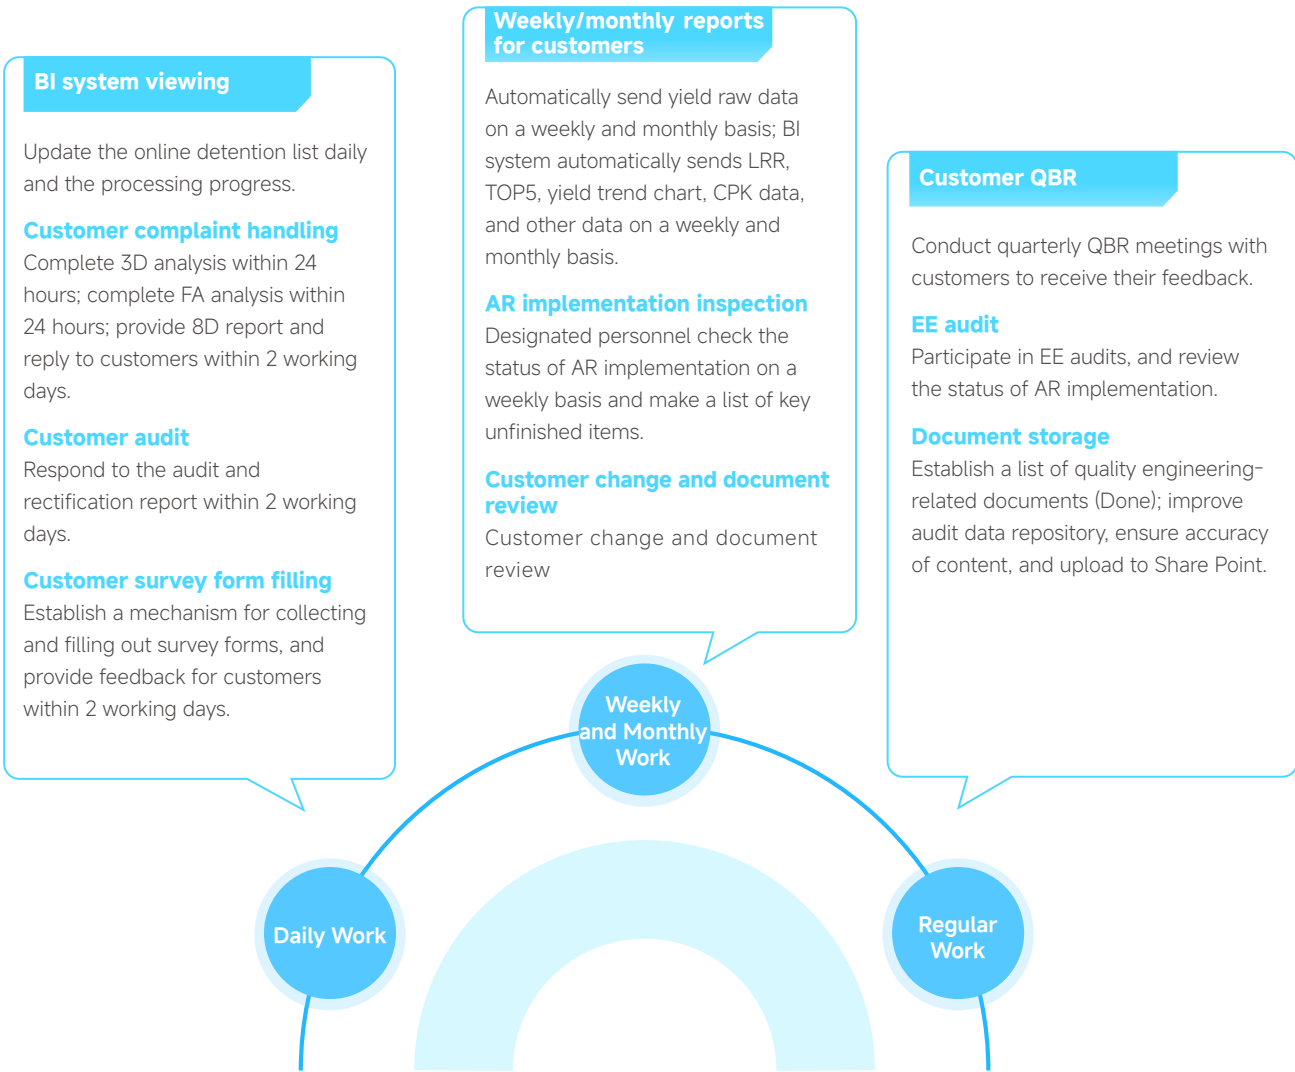 BI system viewing
Update the online detention list daily
and the processing progress.
Customer complaint handling
Complete 3D analysis within 24
hours; complete FA analysis within
24 hours; provide 8D report and
reply to customers within 2 working
days.
Customer audit
Respond to the audit and
rectification report within 2 working
days.
Customer survey form filling
Establish a mechanism for collecting
and filling out survey forms, and
provide feedback for customers
within 2 working days.
Daily Work
Weekly/monthly reports
for customers
Automatically send yield raw data
on a weekly and monthly basis; BI
system automatically sends LRR,
TOP5, yield trend chart, CPK data,
and other data on a weekly and
monthly basis.
AR implementation inspection
Designated personnel check the
status of AR implementation on a
weekly basis and make a list of key
unfinished items.
Customer change and document
review
Customer change and document
review
Weekly
and Monthly
Work
Customer QBR
Conduct quarterly QBR meetings with
customers to receive their feedback.
EE audit
Participate in EE audits, and review
the status of AR implementation.
Document storage
Establish a list of quality engineering-
related documents (Done); improve
audit data repository, ensure accuracy
of content, and upload to Share Point.
Regular
Work